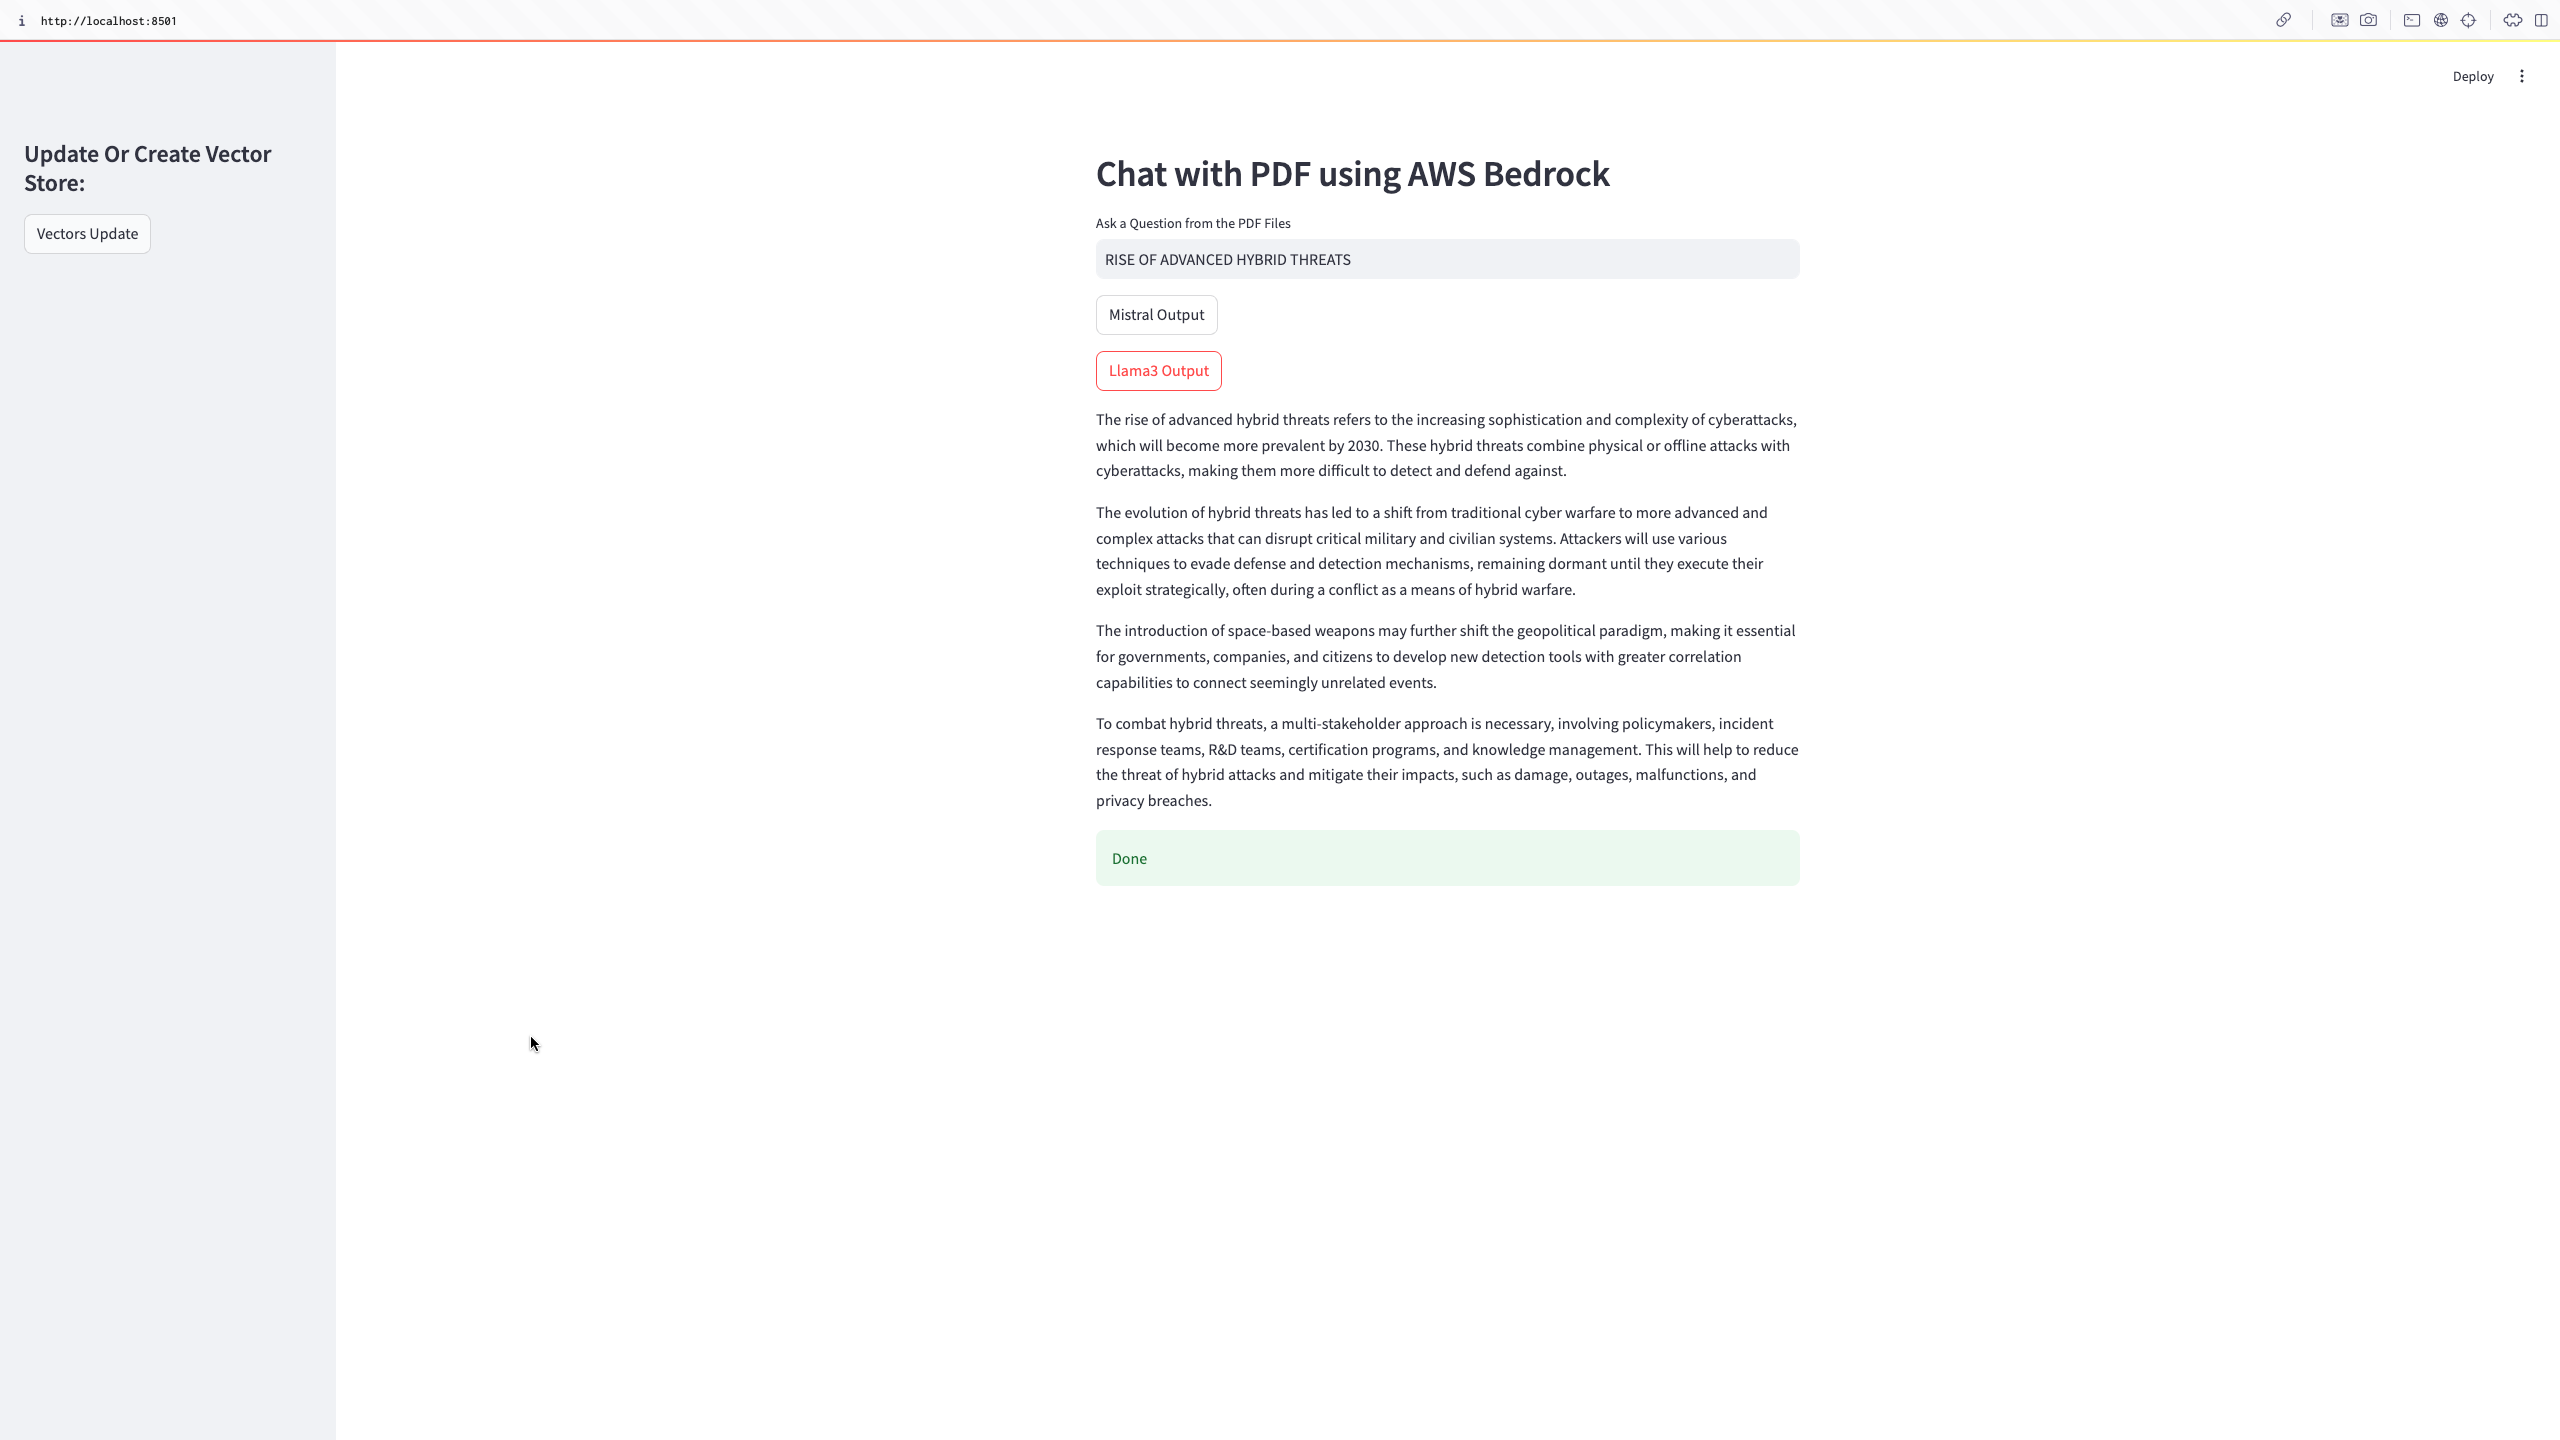 i http://localhost:8501
Deploy
Update Or Create Vector
Store:
Vectors Update
Chat with PDF using AWS Bedrock
Ask a Question from the PDF Files
RISE OF ADVANCED HYBRID THREATS
Mistral Output
Llama3 Output
The rise of advanced hybrid threats refers to the increasing sophistication and complexity of cyberattacks,
which will become more prevalent by 2030. These hybrid threats combine physical or offline attacks with
cyberattacks, making them more difficult to detect and defend against.
The evolution of hybrid threats has led to a shift from traditional cyber warfare to more advanced and
complex attacks that can disrupt critical military and civilian systems. Attackers will use various
techniques to evade defense and detection mechanisms, remaining dormant until they execute their
exploit strategically, often during a conflict as a means of hybrid warfare.
The introduction of space-based weapons may further shift the geopolitical paradigm, making it essential
for governments, companies, and citizens to develop new detection tools with greater correlation
capabilities to connect seemingly unrelated events.
To combat hybrid threats, a multi-stakeholder approach is necessary, involving policymakers, incident
response teams, R&D teams, certification programs, and knowledge management. This will help to reduce
the threat of hybrid attacks and mitigate their impacts, such as damage, outages, malfunctions, and
privacy breaches.
Done